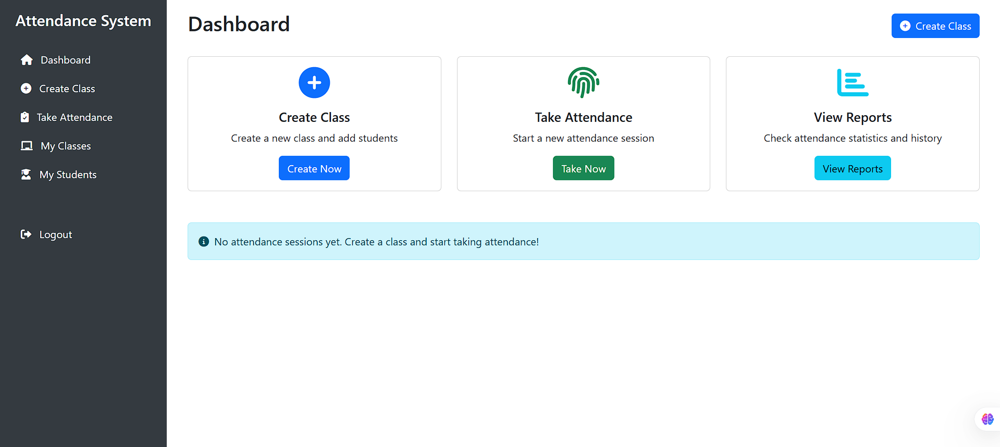 Attendance System
Dashboard
Create Class
Take Attendance
My Classes
My Students
Logout
Dashboard
Create Class
Create Class
Create a new class and add students
Create Now
Take Attendance
Start a new attendance session
Take Now
View Reports
Check attendance statistics and history
View Reports
No attendance sessions yet. Create a class and start taking attendance!